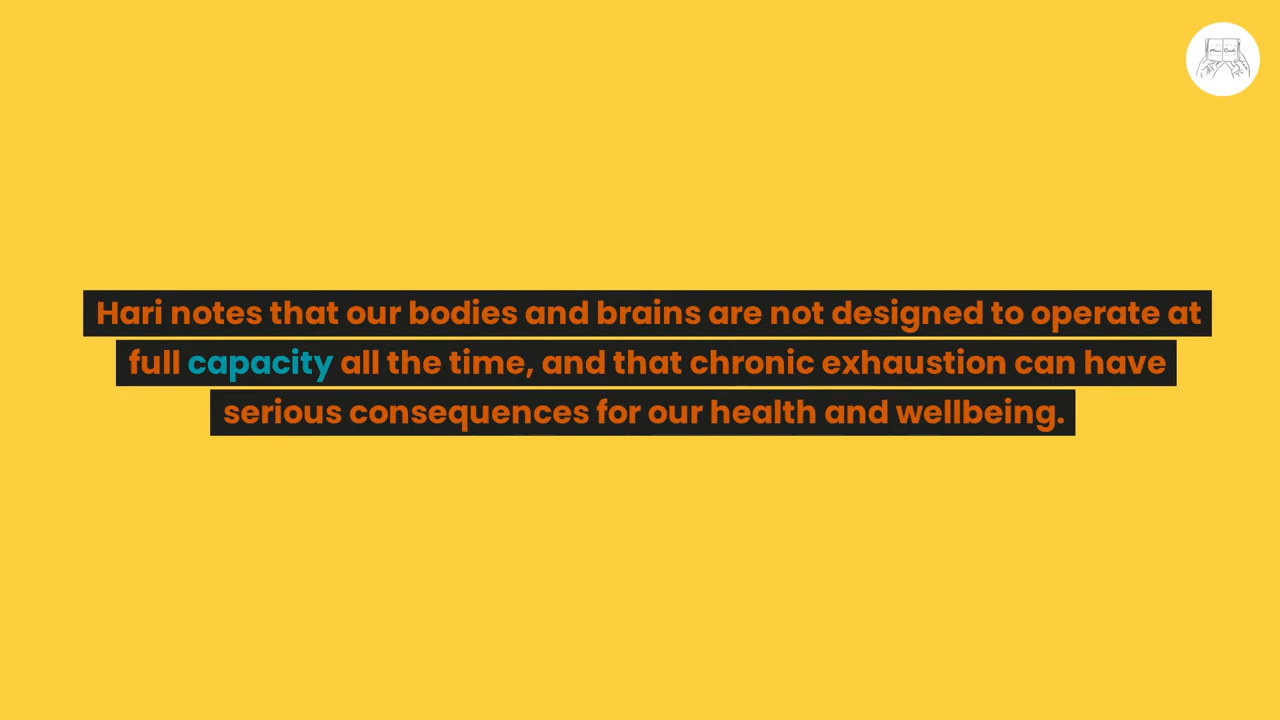 Hari notes that our bodies and brains are not designed to operate at
full capacity all the time, and that chronic exhaustion can have
serious consequences for our health and wellbeing.